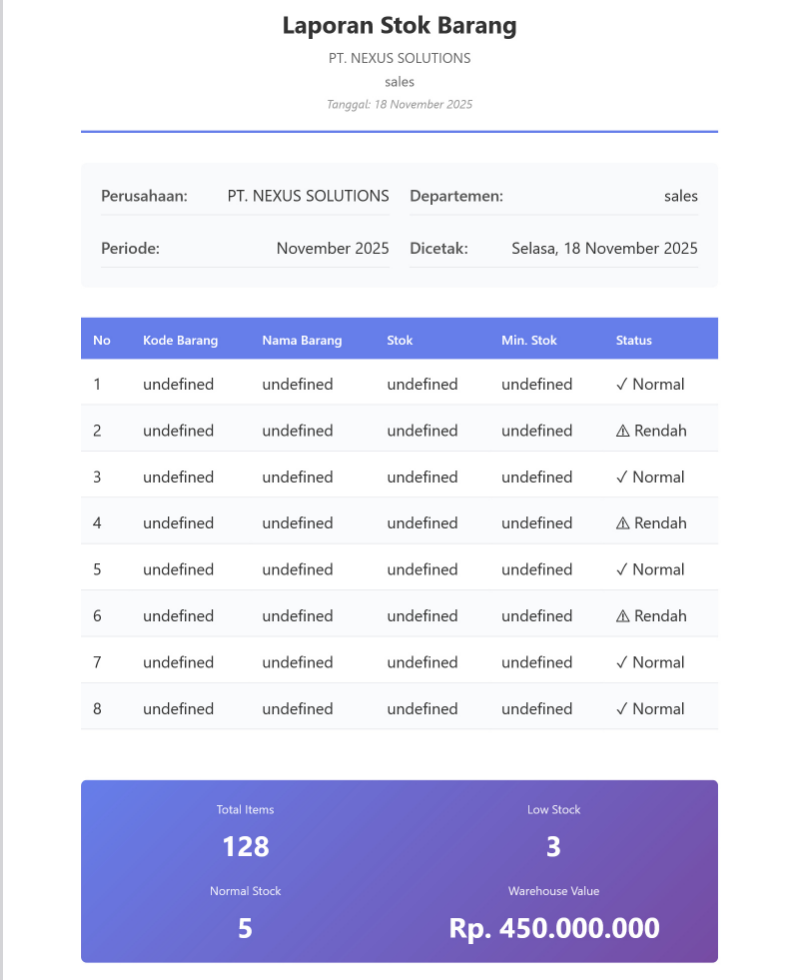 Laporan Stok Barang
PT. NEXUS SOLUTIONS
sales
Tanggal: 18 November 2025
Perusahaan: PT. NEXUS SOLUTIONS Departemen: sales
Periode: November 2025 Dicetak: Selasa, 18 November 2025
No Kode Barang Nama Barang Stok Min. Stok Status
1 undefined undefined undefined undefined ✓ Normal
2 undefined undefined undefined undefined ⚠ Rendah
3 undefined undefined undefined undefined ✓ Normal
4 undefined undefined undefined undefined ⚠ Rendah
5 undefined undefined undefined undefined ✓ Normal
6 undefined undefined undefined undefined ⚠ Rendah
7 undefined undefined undefined undefined ✓ Normal
8 undefined undefined undefined undefined ✓ Normal
Total Items Low Stock
128 3
Normal Stock Warehouse Value
5 Rp. 450.000.000